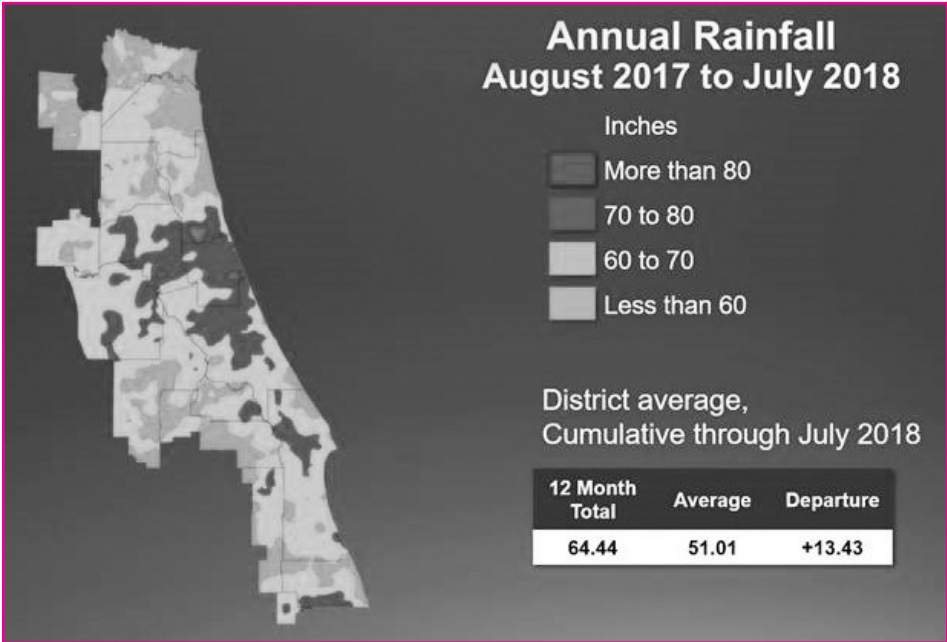 Annual Rainfall
August 2017 to July 2018
Inches
More than 80
70 to 80
60 to 70
Less than 60
District average,
Cumulative through July 2018
12 Month Total Average Departure
64.44 51.01 +13.43